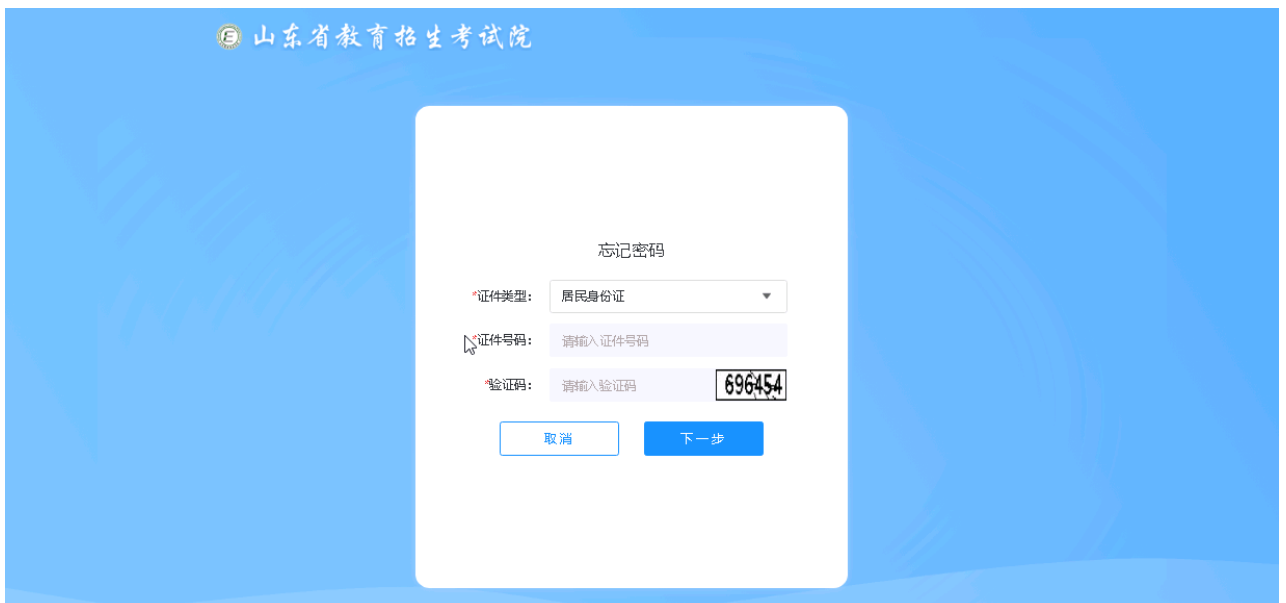 山东省教育招生考试院
忘记密码
*证件类型： 居民身份证
*证件号码： 请输入证件号码
*验证码： 请输入验证码 696454
取消 下一步